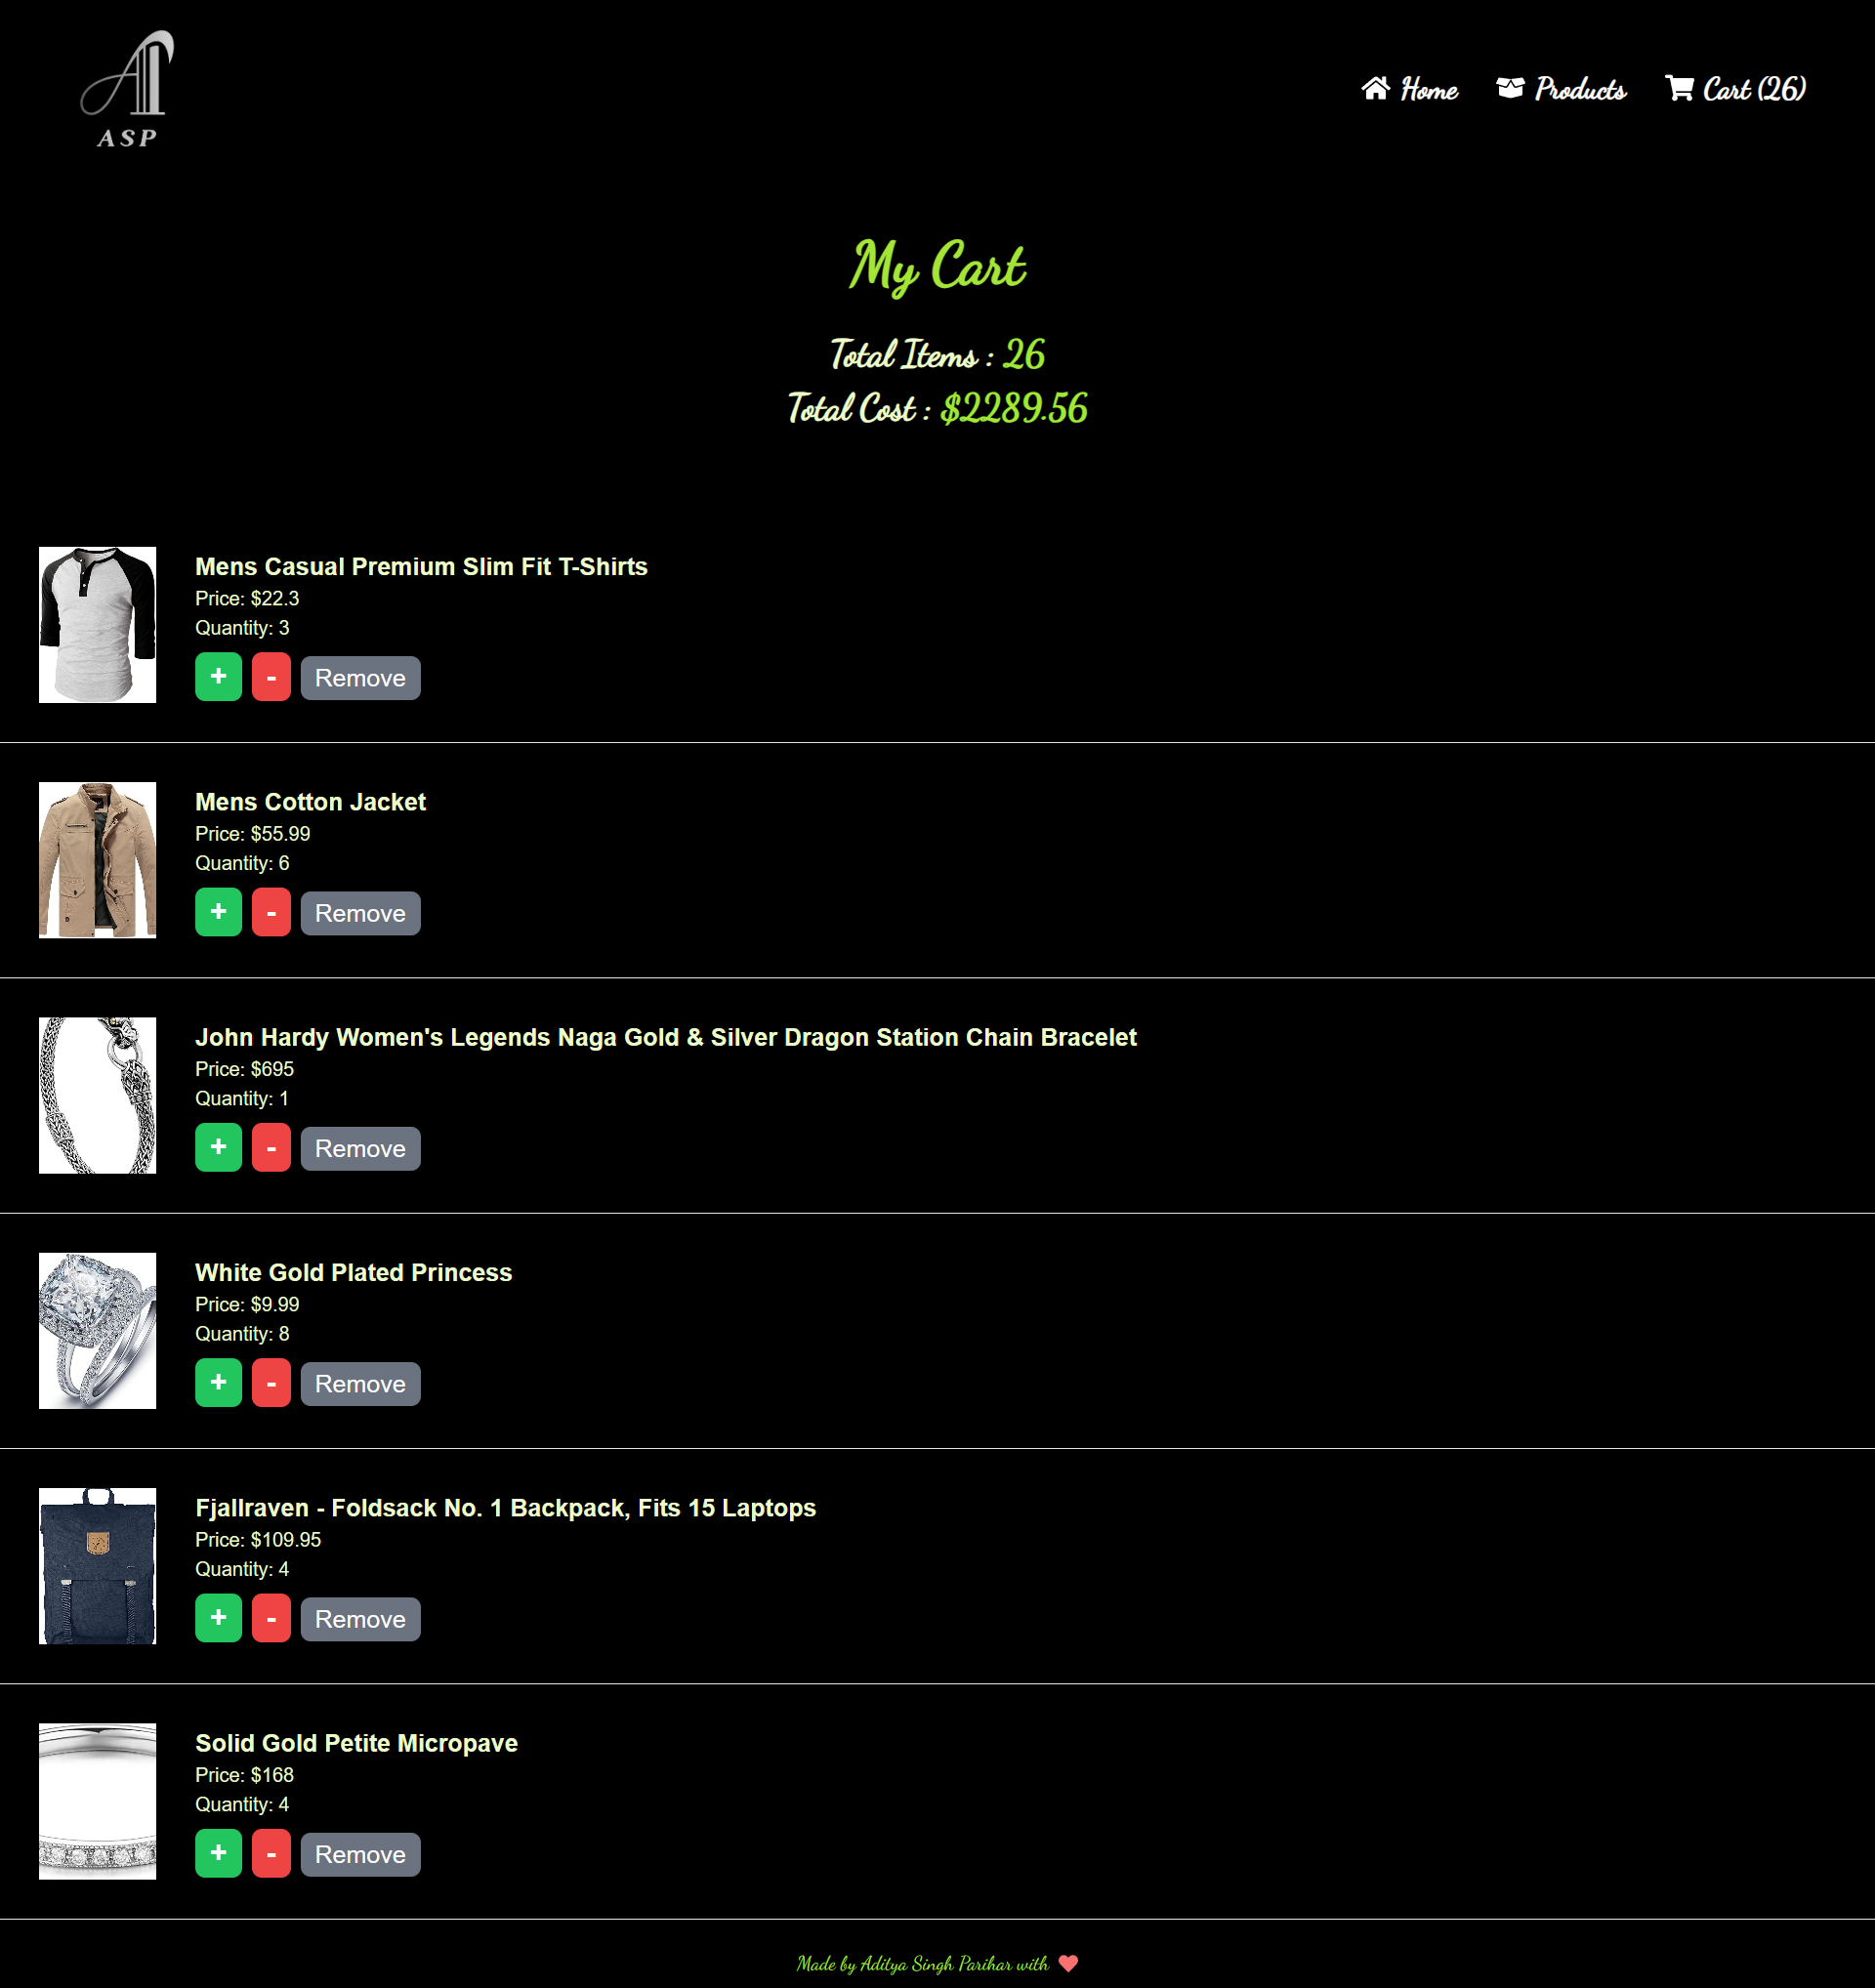 ASP
Home Products Cart (26)
My Cart
Total Items : 26
Total Cost : $2289.56
Mens Casual Premium Slim Fit T-Shirts
Price: $22.3
Quantity: 3
+ - Remove
Mens Cotton Jacket
Price: $55.99
Quantity: 6
+ - Remove
John Hardy Women's Legends Naga Gold & Silver Dragon Station Chain Bracelet
Price: $695
Quantity: 1
+ - Remove
White Gold Plated Princess
Price: $9.99
Quantity: 8
+ - Remove
Fjallraven - Foldsack No. 1 Backpack, Fits 15 Laptops
Price: $109.95
Quantity: 4
+ - Remove
Solid Gold Petite Micropave
Price: $168
Quantity: 4
+ - Remove
Made by Aditya Singh Parihar with